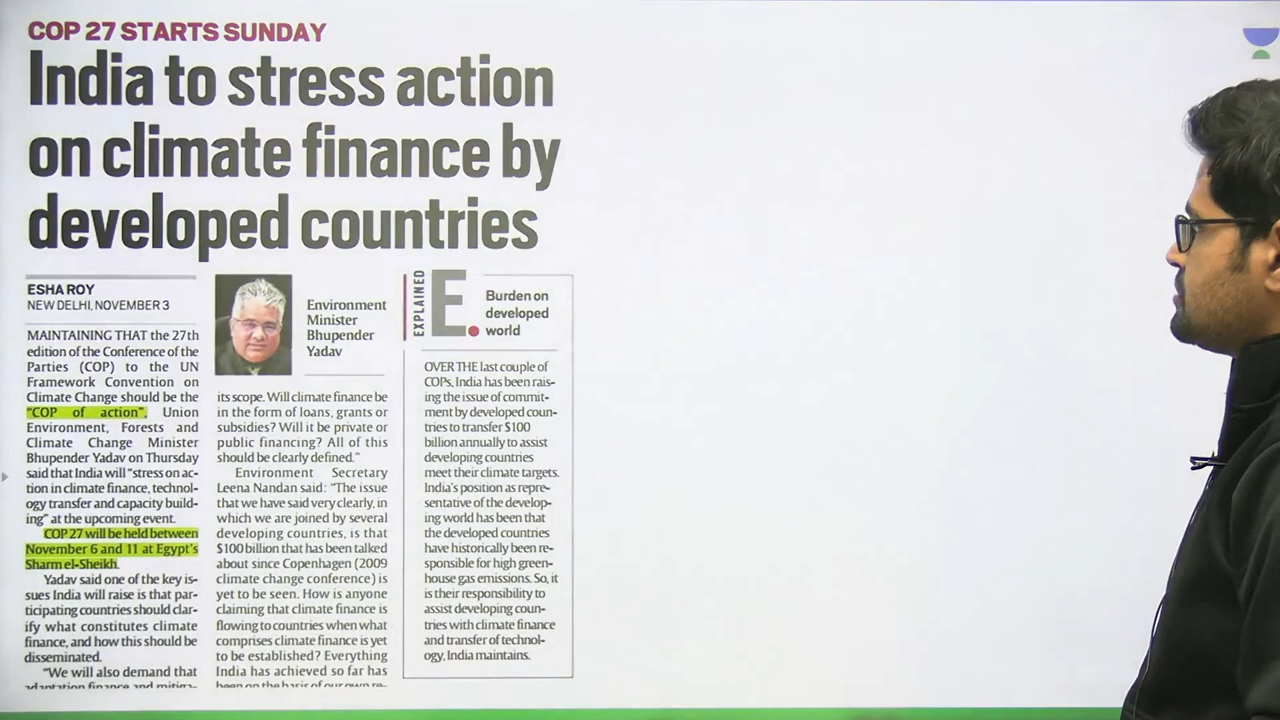 COP 27 STARTS SUNDAY
India to stress action
on climate finance by
developed countries
ESHA ROY
NEW DELHI, NOVEMBER 3
MAINTAINING THAT the 27th
edition of the Conference of the
Parties (COP) to the UN
Framework Convention on
Climate Change should be the
“COP of action”, Union
Environment, Forests and
Climate Change Minister
Bhupender Yadav on Thursday
said that India will “stress on ac-
tion in climate finance, technol-
ogy transfer and capacity build-
ing” at the upcoming event.
COP 27 will be held between
November 6 and 11 at Egypt’s
Sharm el-Sheikh.
Yadav said one of the key is-
sues India will raise is that par-
ticipating countries should clar-
ify what constitutes climate
finance, and how this should be
disseminated.
“We will also demand that
adaptation finance and mitiga-
Environment
Minister
Bhupender
Yadav
its scope. Will climate finance be
in the form of loans, grants or
subsidies? Will it be private or
public financing? All of this
should be clearly defined.”
Environment Secretary
Leena Nandan said: “The issue
that we have said very clearly, in
which we are joined by several
developing countries, is that
$100 billion that has been talked
about since Copenhagen (2009
climate change conference) is
yet to be seen. How is anyone
claiming that climate finance is
flowing to countries when what
comprises climate finance is yet
to be established? Everything
India has achieved so far has
been on the basis of our own re-
EXPLAINED
E.
Burden on
developed
world
OVER THE last couple of
COPs, India has been rais-
ing the issue of commit-
ment by developed coun-
tries to transfer $100
billion annually to assist
developing countries
meet their climate targets.
India’s position as repre-
sentative of the develop-
ing world has been that
the developed countries
have historically been re-
sponsible for high green-
house gas emissions. So, it
is their responsibility to
assist developing coun-
tries with climate finance
and transfer of technol-
ogy, India maintains.